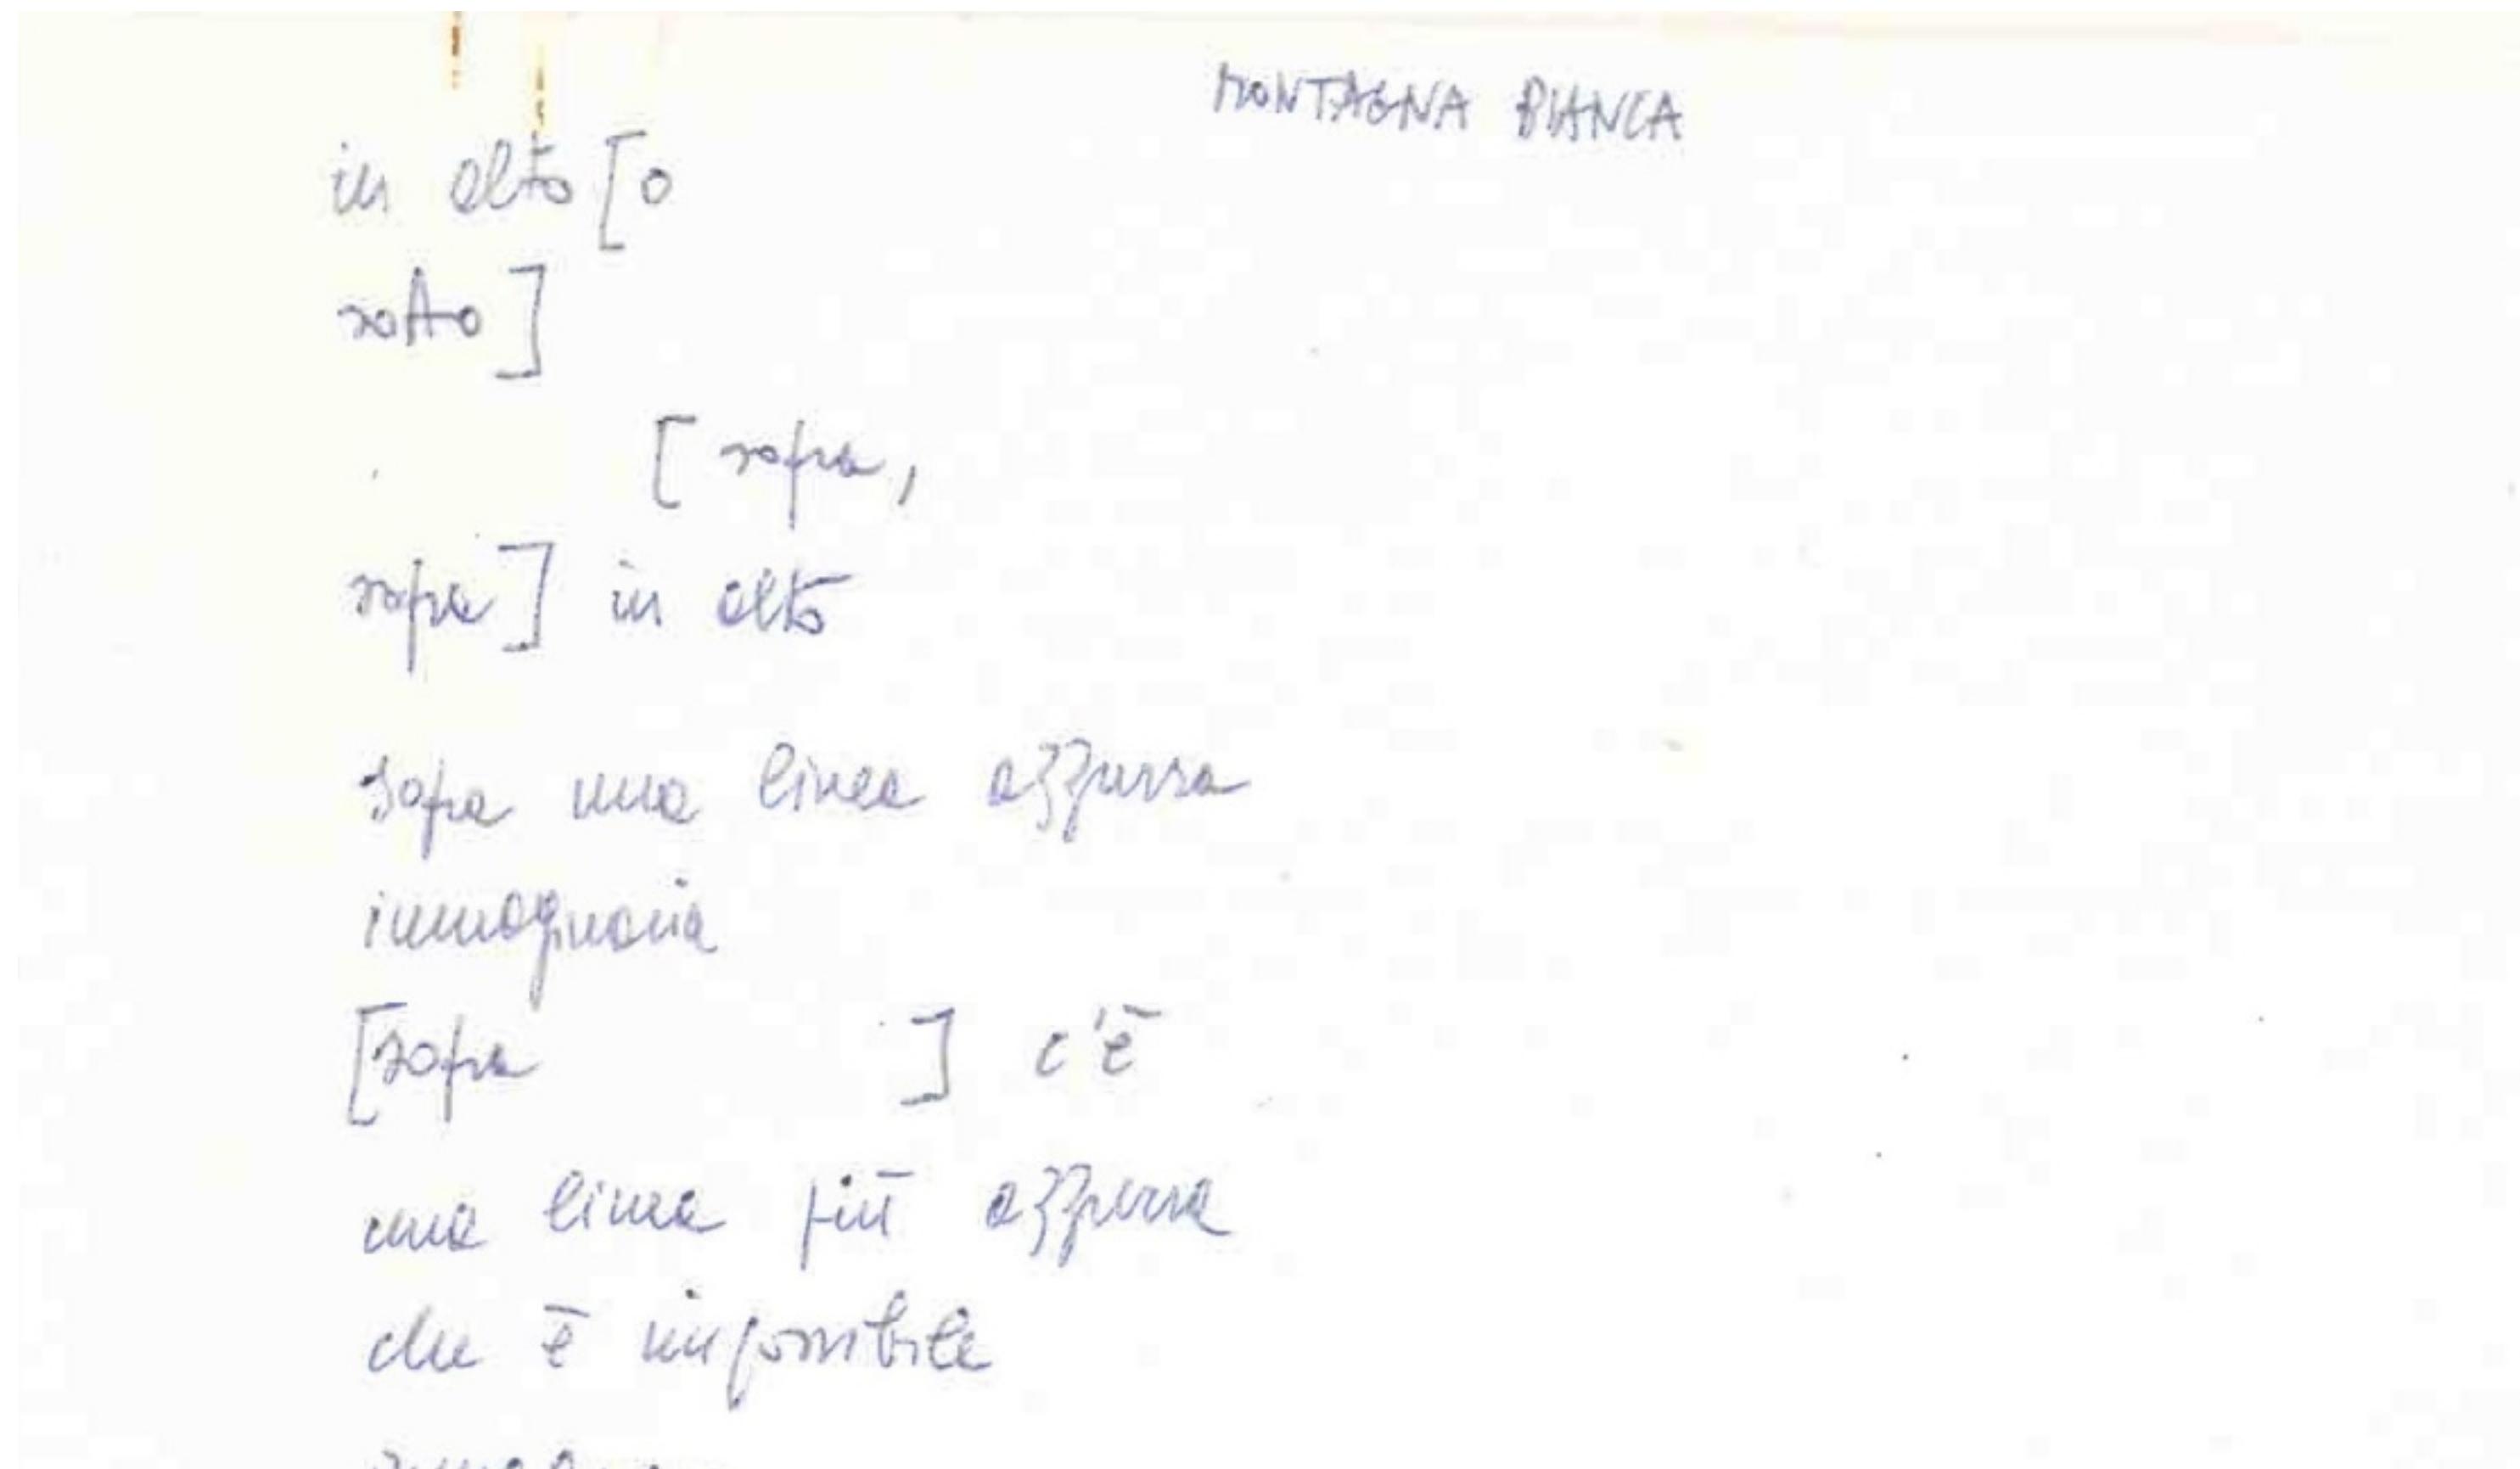 MONTAGNA BIANCA
in alto [o
sotto]
[sopra,
sopra] in alto
sopra una linea azzurra
immaginaria
[sopra ] c'è
una linea più azzurra
che è impossibile